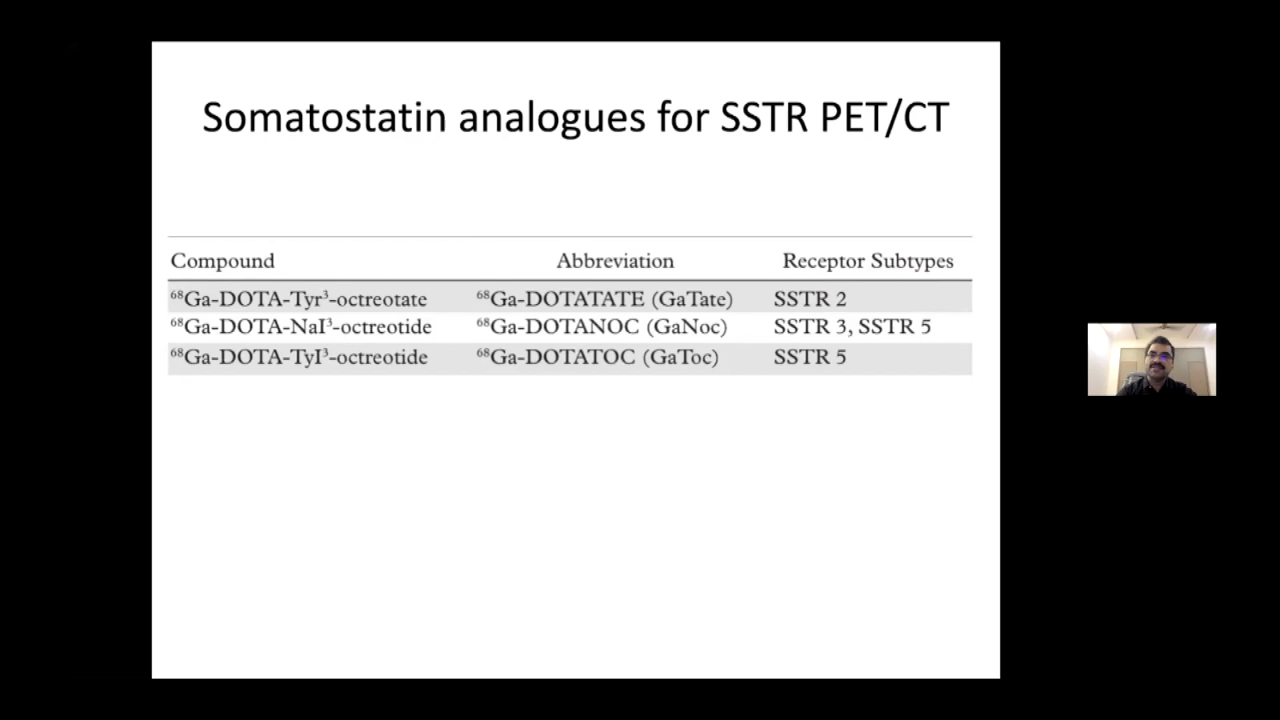 Somatostatin analogues for SSTR PET/CT
Compound Abbreviation Receptor Subtypes
⁶⁸Ga-DOTA-Tyr³-octreotate ⁶⁸Ga-DOTATATE (GaTate) SSTR 2
⁶⁸Ga-DOTA-NaI³-octreotide ⁶⁸Ga-DOTANOC (GaNoc) SSTR 3, SSTR 5
⁶⁸Ga-DOTA-TyI³-octreotide ⁶⁸Ga-DOTATOC (GaToc) SSTR 5